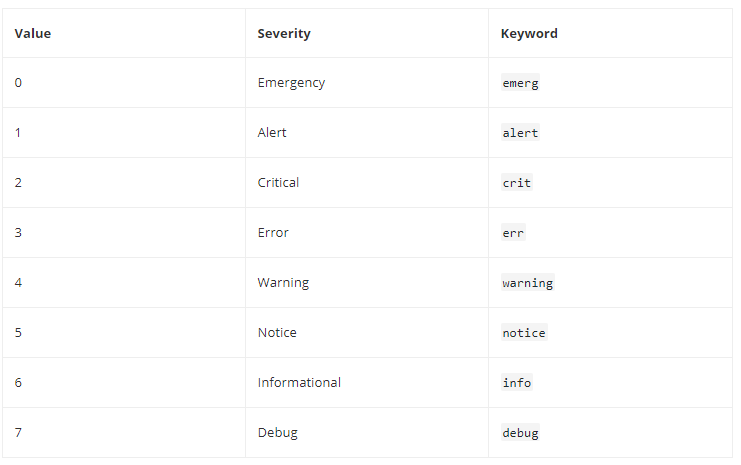 Value Severity Keyword
0 Emergency emerg
1 Alert alert
2 Critical crit
3 Error err
4 Warning warning
5 Notice notice
6 Informational info
7 Debug debug